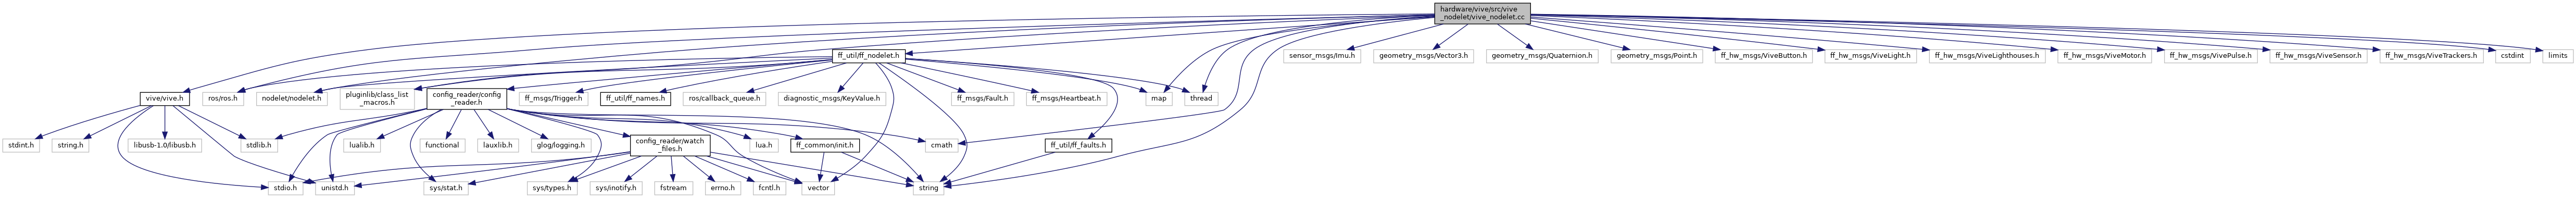 hardware/vive/src/vive
_nodelet/vive_nodelet.cc
ff_util/ff_nodelet.h
sensor_msgs/Imu.h
geometry_msgs/Vector3.h
geometry_msgs/Quaternion.h
geometry_msgs/Point.h
ff_hw_msgs/ViveButton.h
ff_hw_msgs/ViveLight.h
ff_hw_msgs/ViveLighthouses.h
ff_hw_msgs/ViveMotor.h
ff_hw_msgs/VivePulse.h
ff_hw_msgs/ViveSensor.h
ff_hw_msgs/ViveTrackers.h
cstdint
limits
vive/vive.h
ros/ros.h
nodelet/nodelet.h
pluginlib/class_list
_macros.h
config_reader/config
_reader.h
ff_msgs/Trigger.h
ff_util/ff_names.h
ros/callback_queue.h
diagnostic_msgs/KeyValue.h
ff_msgs/Fault.h
ff_msgs/Heartbeat.h
map
thread
stdint.h
string.h
libusb-1.0/libusb.h
stdlib.h
lualib.h
functional
lauxlib.h
glog/logging.h
config_reader/watch
_files.h
lua.h
ff_common/init.h
cmath
ff_util/ff_faults.h
stdio.h
unistd.h
sys/stat.h
sys/types.h
sys/inotify.h
fstream
errno.h
fcntl.h
vector
string